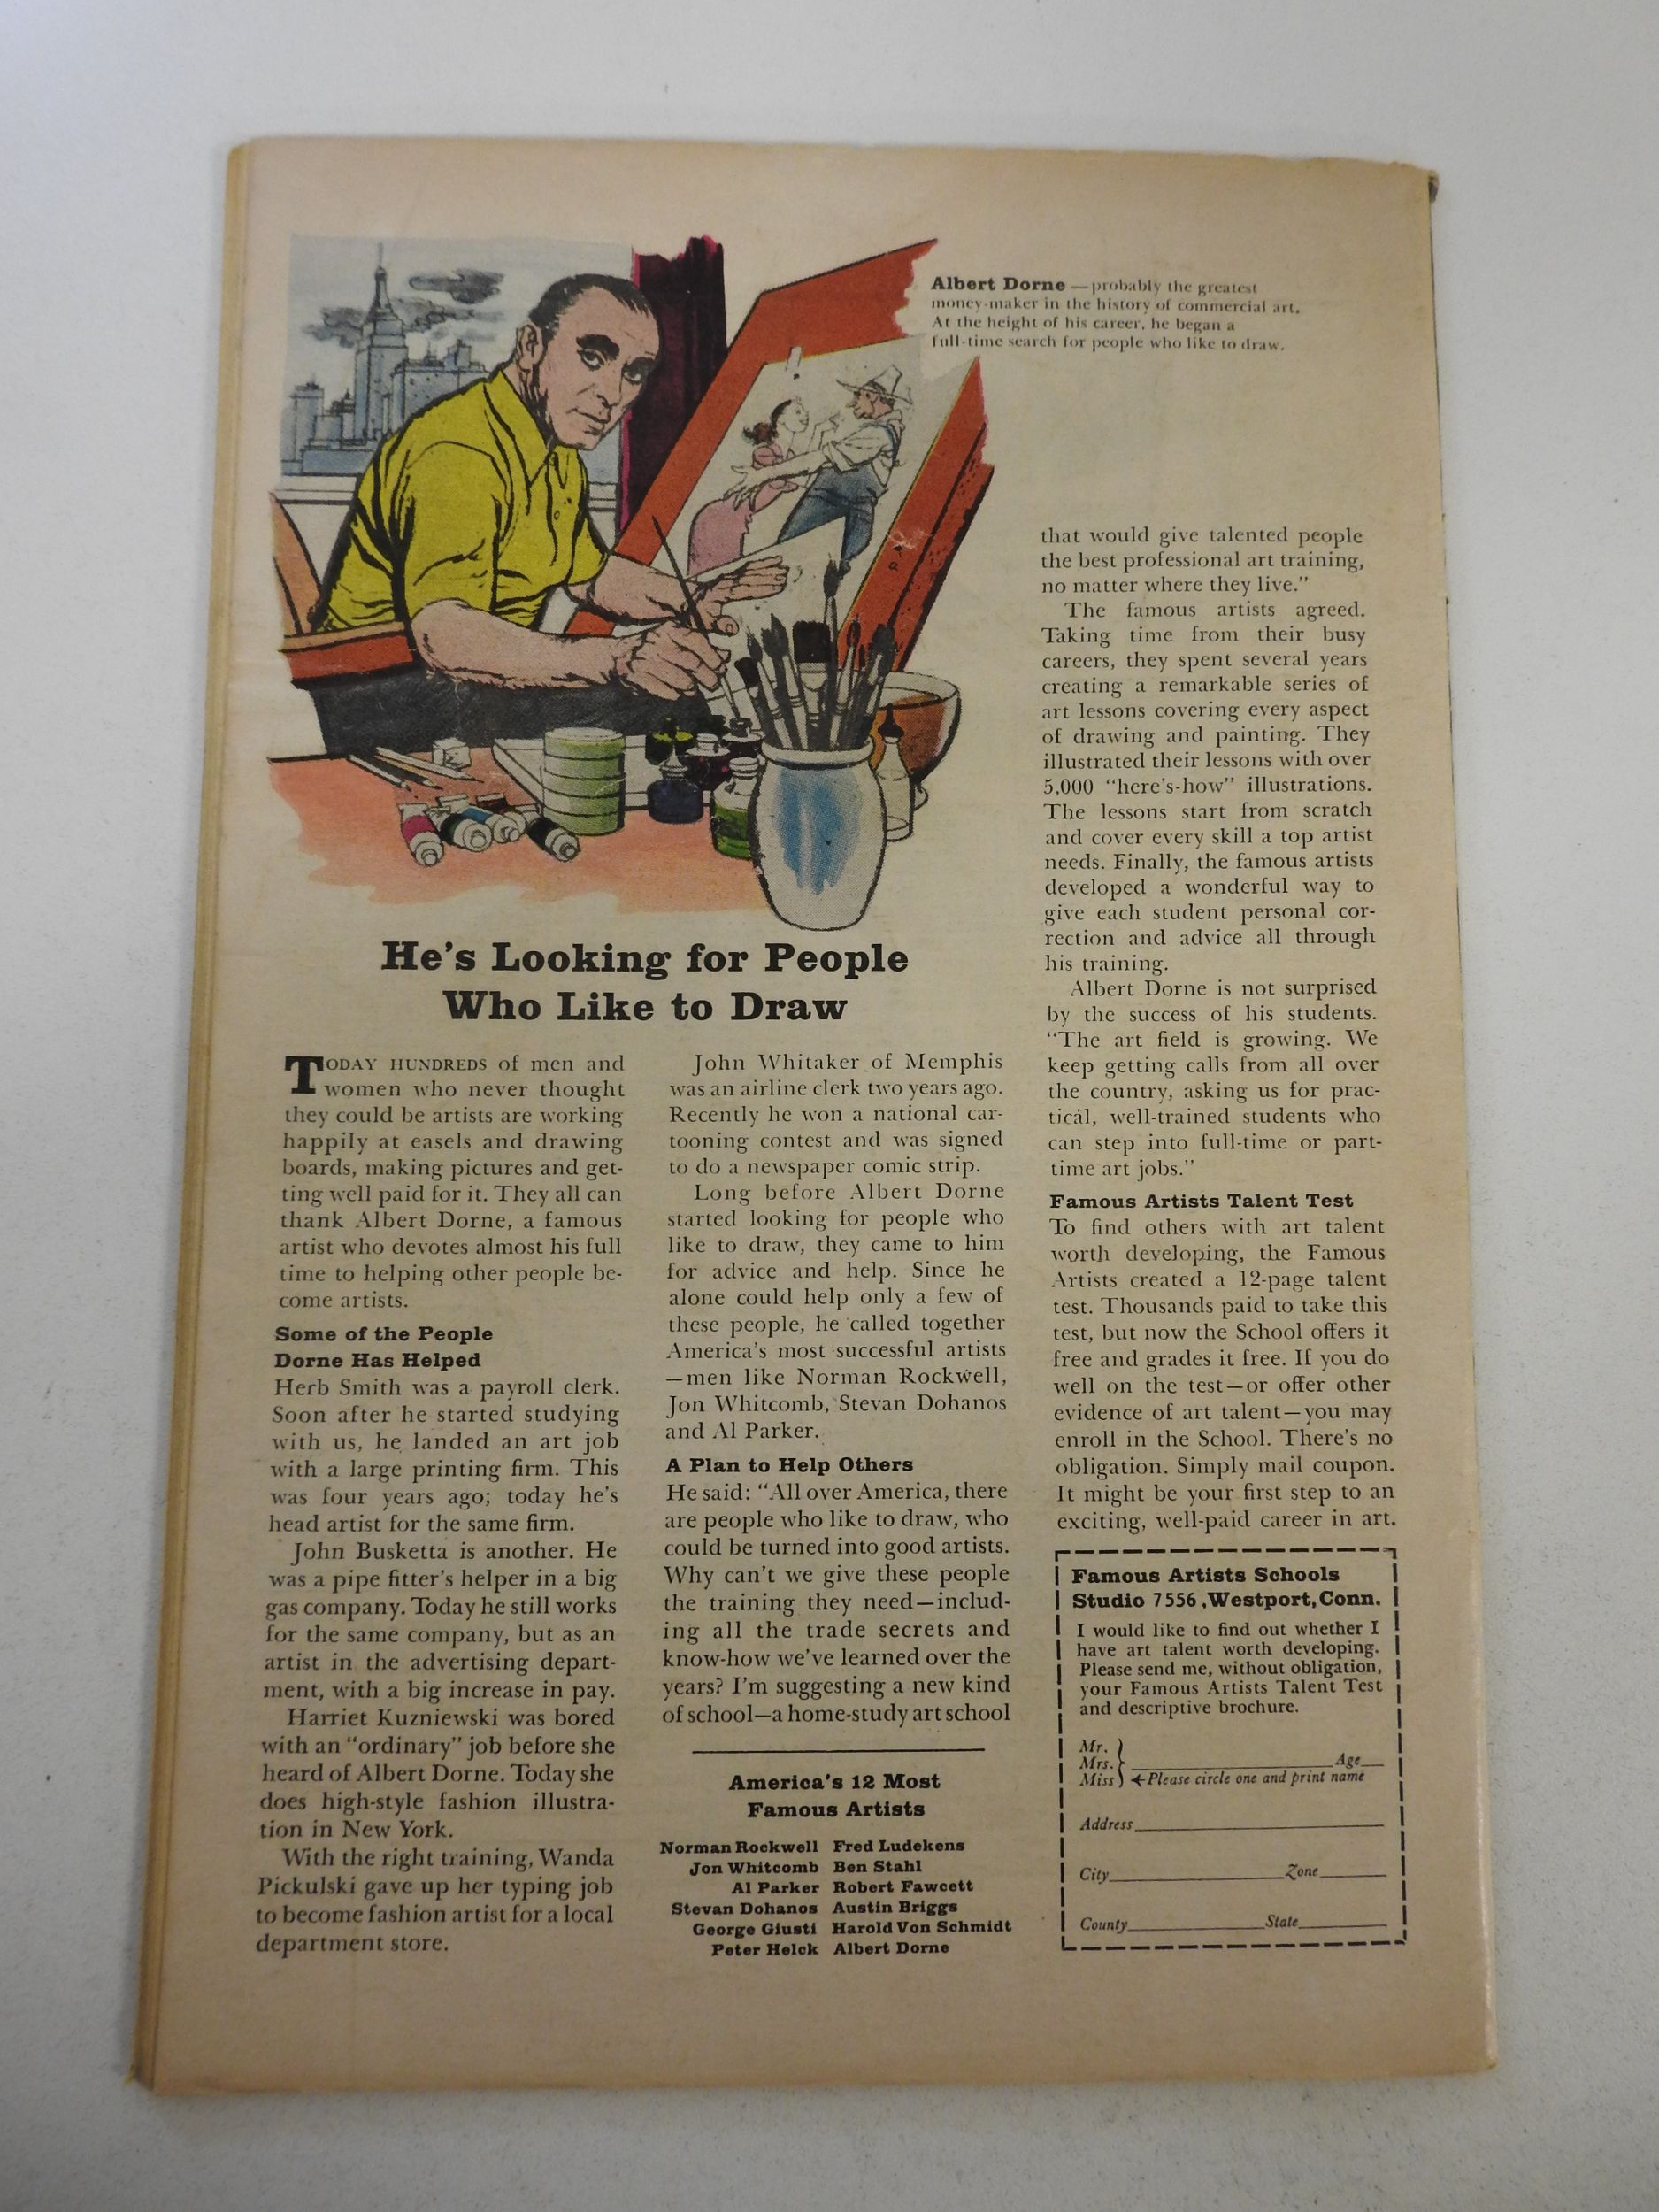 Albert Dorne — probably the greatest
money-maker in the history of commercial art.
At the height of his career, he began a
full-time search for people who like to draw.
He's Looking for People
Who Like to Draw
TODAY HUNDREDS of men and
women who never thought
they could be artists are working
happily at easels and drawing
boards, making pictures and get-
ting well paid for it. They all can
thank Albert Dorne, a famous
artist who devotes almost his full
time to helping other people be-
come artists.
Some of the People
Dorne Has Helped
Herb Smith was a payroll clerk.
Soon after he started studying
with us, he landed an art job
with a large printing firm. This
was four years ago; today he's
head artist for the same firm.
John Busketta is another. He
was a pipe fitter's helper in a big
gas company. Today he still works
for the same company, but as an
artist in the advertising depart-
ment, with a big increase in pay.
Harriet Kuzniewski was bored
with an "ordinary" job before she
heard of Albert Dorne. Today she
does high-style fashion illustra-
tion in New York.
With the right training, Wanda
Pickulski gave up her typing job
to become fashion artist for a local
department store.
John Whitaker of Memphis
was an airline clerk two years ago.
Recently he won a national car-
tooning contest and was signed
to do a newspaper comic strip.
Long before Albert Dorne
started looking for people who
like to draw, they came to him
for advice and help. Since he
alone could help only a few of
these people, he called together
America's most successful artists
—men like Norman Rockwell,
Jon Whitcomb, Stevan Dohanos
and Al Parker.
A Plan to Help Others
He said: "All over America, there
are people who like to draw, who
could be turned into good artists.
Why can't we give these people
the training they need—includ-
ing all the trade secrets and
know-how we've learned over the
years? I'm suggesting a new kind
of school—a home-study art school
America's 12 Most
Famous Artists
Norman Rockwell Fred Ludekens
Jon Whitcomb Ben Stahl
Al Parker Robert Fawcett
Stevan Dohanos Austin Briggs
George Giusti Harold Von Schmidt
Peter Helck Albert Dorne
that would give talented people
the best professional art training,
no matter where they live."
The famous artists agreed.
Taking time from their busy
careers, they spent several years
creating a remarkable series of
art lessons covering every aspect
of drawing and painting. They
illustrated their lessons with over
5,000 "here's-how" illustrations.
The lessons start from scratch
and cover every skill a top artist
needs. Finally, the famous artists
developed a wonderful way to
give each student personal cor-
rection and advice all through
his training.
Albert Dorne is not surprised
by the success of his students.
"The art field is growing. We
keep getting calls from all over
the country, asking us for prac-
tical, well-trained students who
can step into full-time or part-
time art jobs."
Famous Artists Talent Test
To find others with art talent
worth developing, the Famous
Artists created a 12-page talent
test. Thousands paid to take this
test, but now the School offers it
free and grades it free. If you do
well on the test—or offer other
evidence of art talent—you may
enroll in the School. There's no
obligation. Simply mail coupon.
It might be your first step to an
exciting, well-paid career in art.
Famous Artists Schools
Studio 7556, Westport, Conn.
I would like to find out whether I
have art talent worth developing.
Please send me, without obligation,
your Famous Artists Talent Test
and descriptive brochure.
Mr.
Mrs. Age
Miss ←Please circle one and print name
Address
City Zone
County State